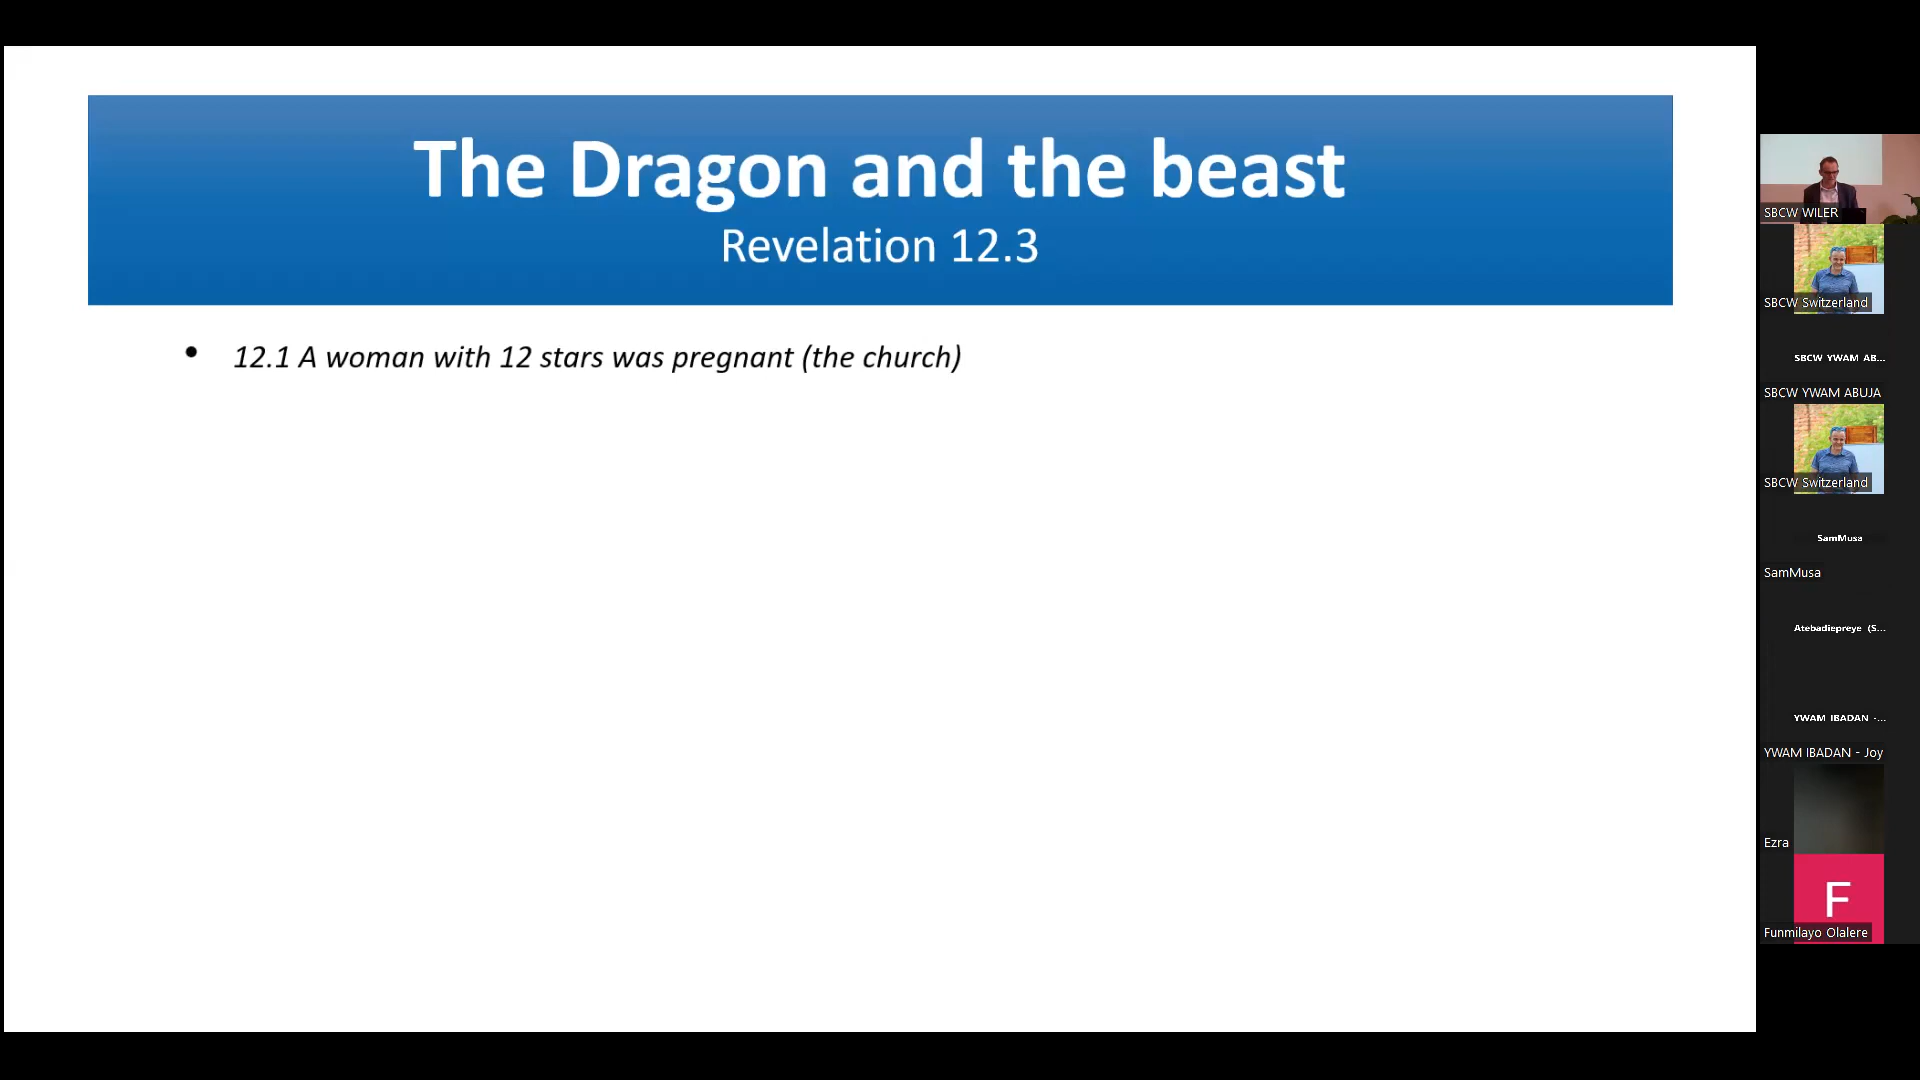 The Dragon and the beast
Revelation 12.3
• 12.1 A woman with 12 stars was pregnant (the church)
SBCW WILER
SBCW Switzerland
SBCW YWAM AB...
SBCW YWAM ABUJA
SBCW Switzerland
SamMusa
SamMusa
Atebadiepreye (S...
YWAM IBADAN -...
YWAM IBADAN - Joy
Ezra
F
Funmilayo Olalere